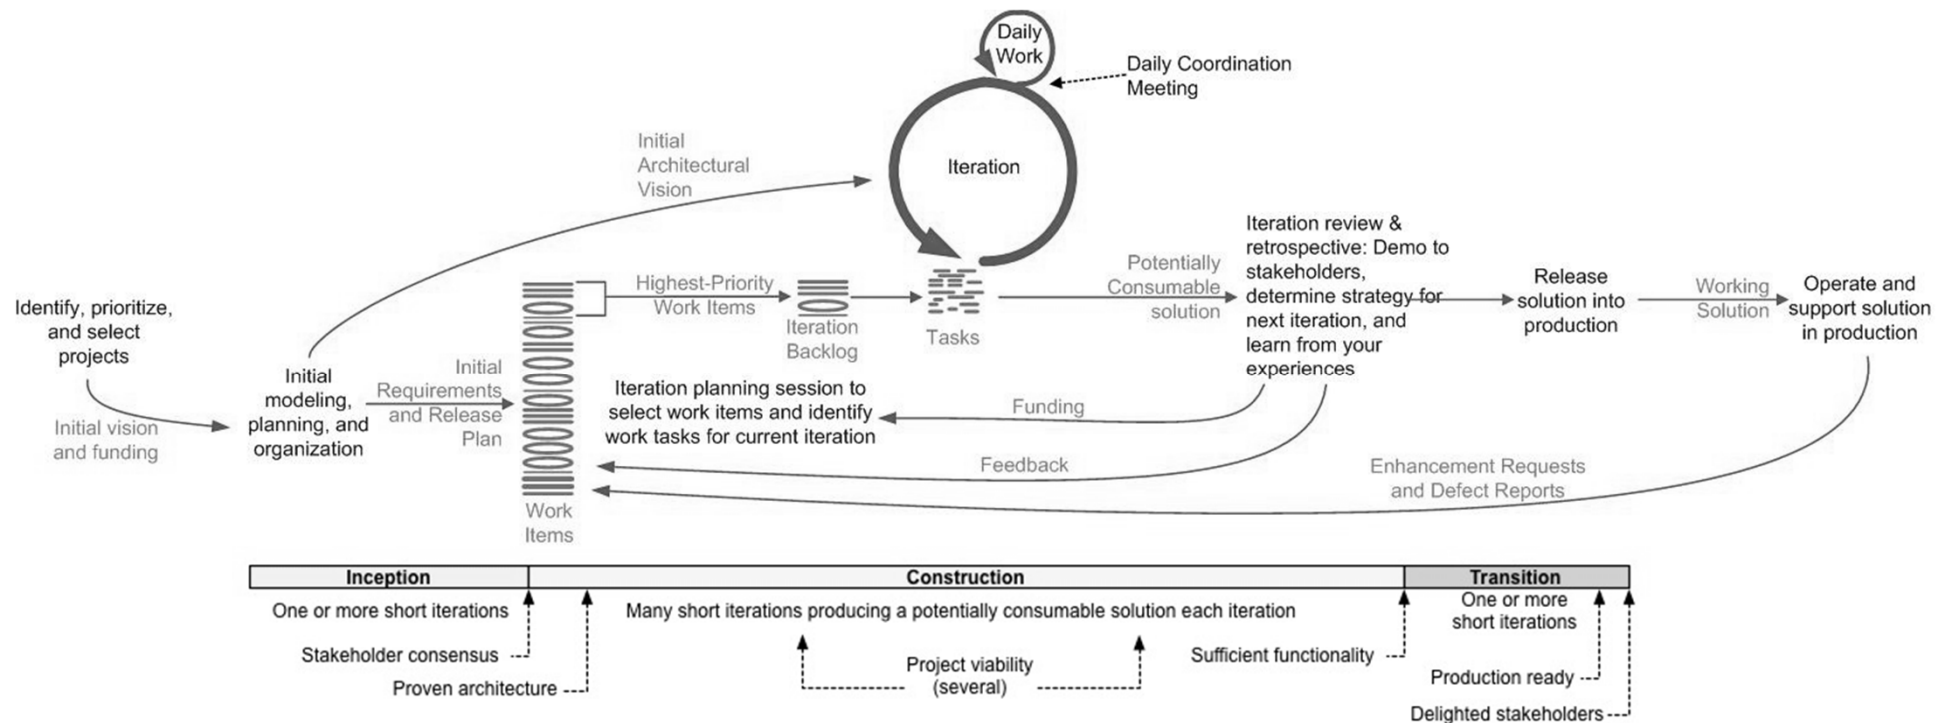 Daily
Work
Daily Coordination
Meeting
Initial
Architectural
Vision
Iteration
Identify, prioritize,
and select
projects
Initial vision
and funding
Initial
modeling,
planning, and
organization
Initial
Requirements
and Release
Plan
Work
Items
Highest-Priority
Work Items
Iteration
Backlog
Tasks
Iteration planning session to
select work items and identify
work tasks for current iteration
Potentially
Consumable
solution
Iteration review &
retrospective: Demo to
stakeholders,
determine strategy for
next iteration, and
learn from your
experiences
Funding
Feedback
Release
solution into
production
Working
Solution
Operate and
support solution
in production
Enhancement Requests
and Defect Reports
Inception
Construction
Transition
One or more short iterations
Many short iterations producing a potentially consumable solution each iteration
One or more
short iterations
Stakeholder consensus
Proven architecture
Project viability
(several)
Sufficient functionality
Production ready
Delighted stakeholders